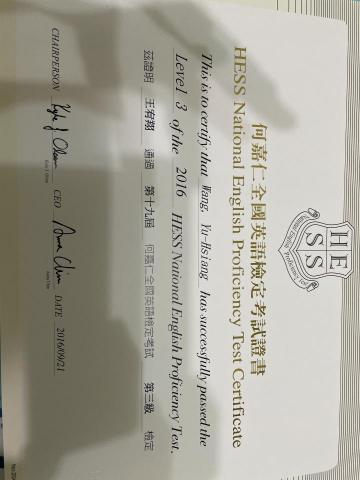 HESS
何嘉仁全國英語檢定考試證書
HESS National English Proficiency Test Certificate
This is to certify that Wang, Yu-Hsiang has successfully passed the
Level 3 of the 2016 HESS National English Proficiency Test.
茲證明 王宥翔 通過 第十九屆 何嘉仁全國英語檢定考試 第三級 檢定
CHAIRPERSON CEO DATE 2016/09/21